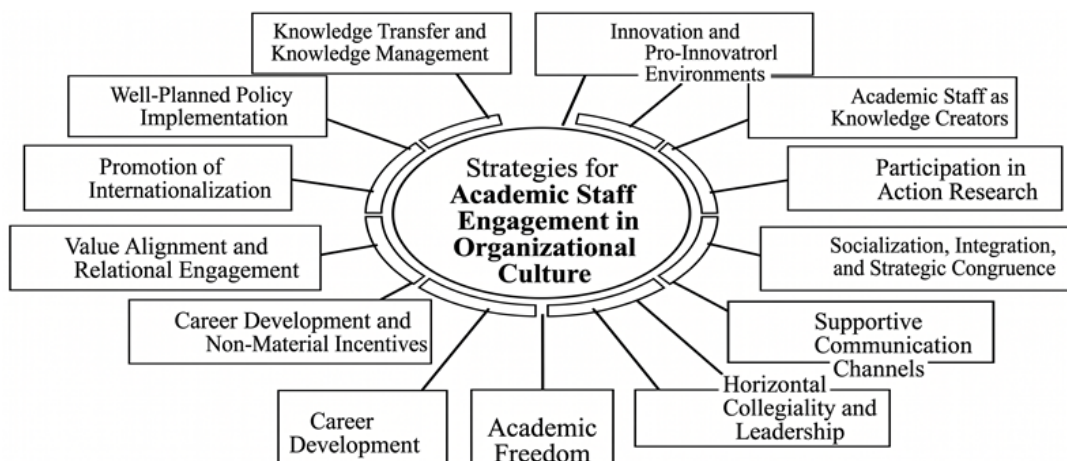 Knowledge Transfer and
Knowledge Management
Innovation and
Pro-Innovatrorl
Environments
Well-Planned Policy
Implementation
Academic Staff as
Knowledge Creators
Promotion of
Internationalization
Strategies for
Academic Staff
Engagement in
Organizational
Culture
Participation in
Action Research
Value Alignment and
Relational Engagement
Socialization, Integration,
and Strategic Congruence
Career Development and
Non-Material Incentives
Supportive
Communication
Channels
Career
Development
Academic
Freedom
Horizontal
Collegiality and
Leadership